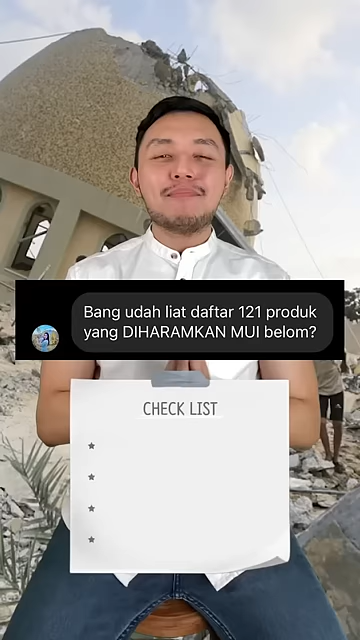 Bang udah liat daftar 121 produk
yang DIHARAMKAN MUI belom?
CHECK LIST